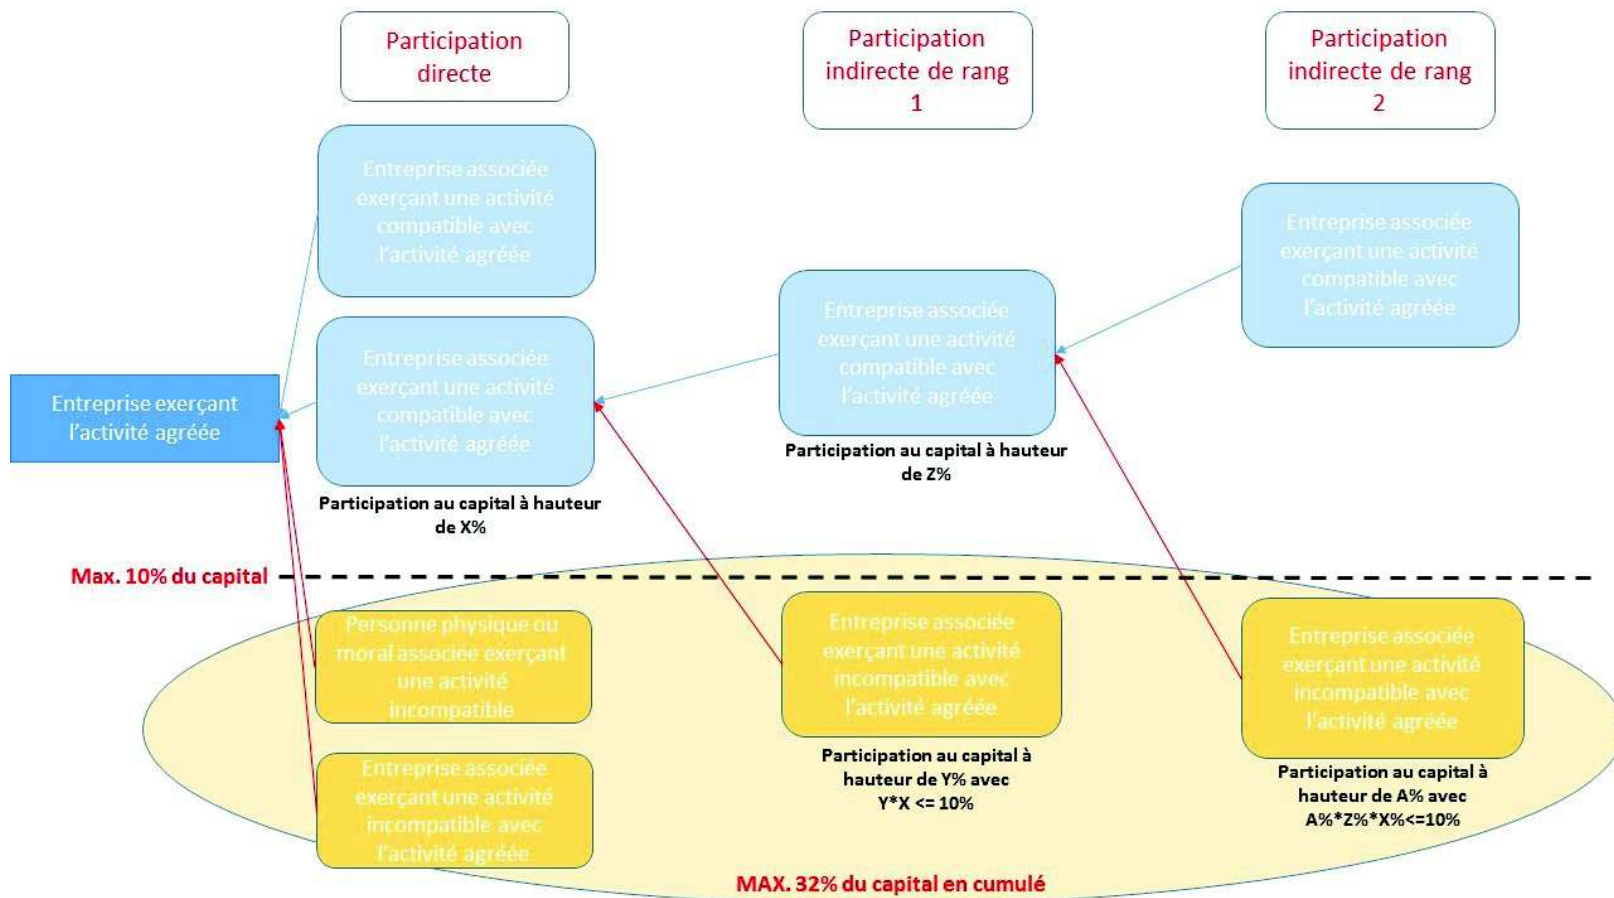 Participation
directe
Participation
indirecte de rang
1
Participation
indirecte de rang
2
Entreprise associée
exerçant une activité
compatible avec
l'activité agréée
Entreprise associée
exerçant une activité
compatible avec
l'activité agréée
Entreprise associée
exerçant une activité
compatible avec
l'activité agréée
Entreprise associée
exerçant une activité
compatible avec
l'activité agréée
Entreprise exerçant
l'activité agréée
Participation au capital à hauteur
de X%
Participation au capital à hauteur
de Z%
Max. 10% du capital
Personne physique ou
moral associée exerçant
une activité
incompatible
Entreprise associée
exerçant une activité
incompatible avec
l'activité agréée
Entreprise associée
exerçant une activité
incompatible avec
l'activité agréée
Participation au capital à
hauteur de Y% avec
Y*X <= 10%
Entreprise associée
exerçant une activité
incompatible avec
l'activité agréée
Participation au capital à
hauteur de A% avec
A%*Z%*X%<=10%
MAX. 32% du capital en cumulé